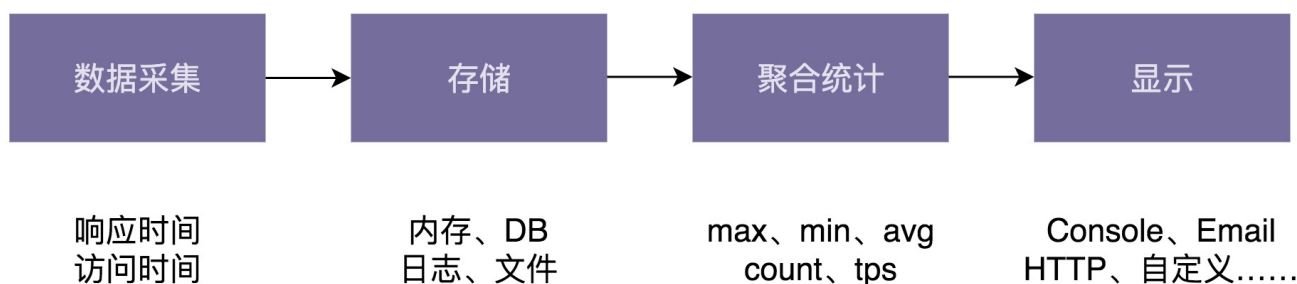 数据采集
存储
聚合统计
显示
响应时间
访问时间
内存、DB
日志、文件
max、min、avg
count、tps
Console、Email
HTTP、自定义……